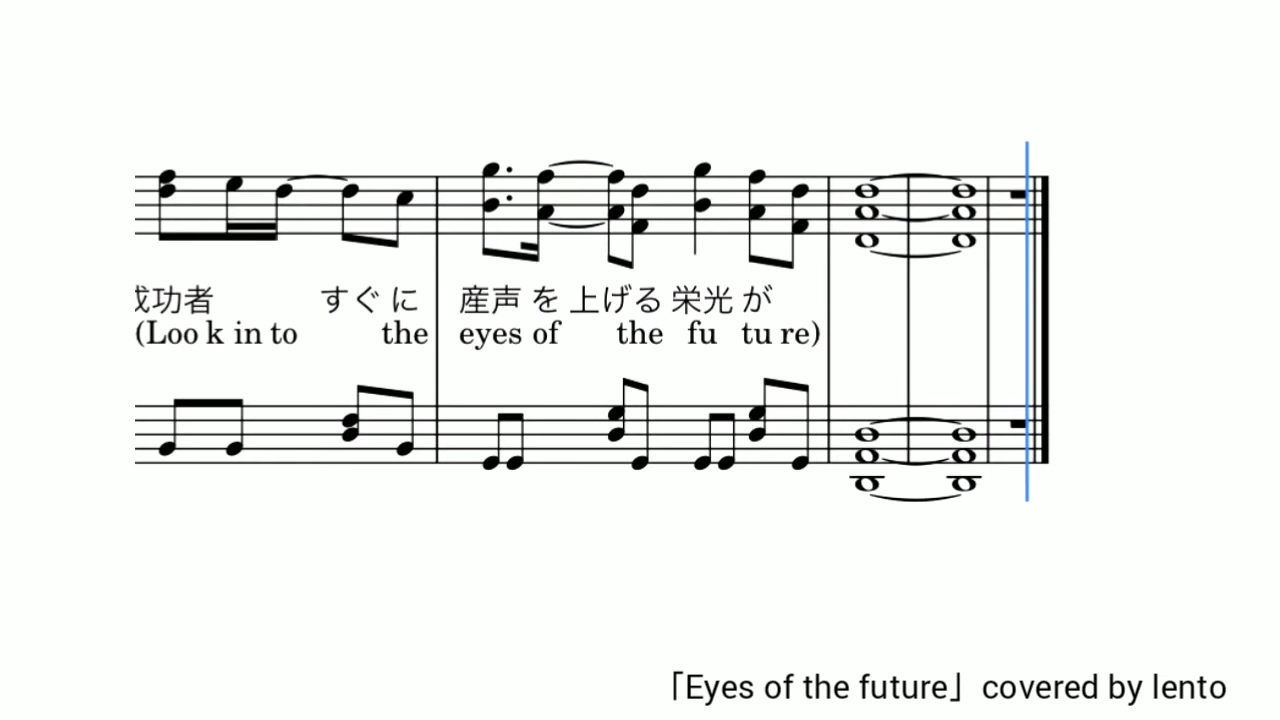 功者 すぐ に 産声 を 上げる 栄光 が
(Loo k in to the eyes of the fu tu re)
「Eyes of the future」 covered by lento